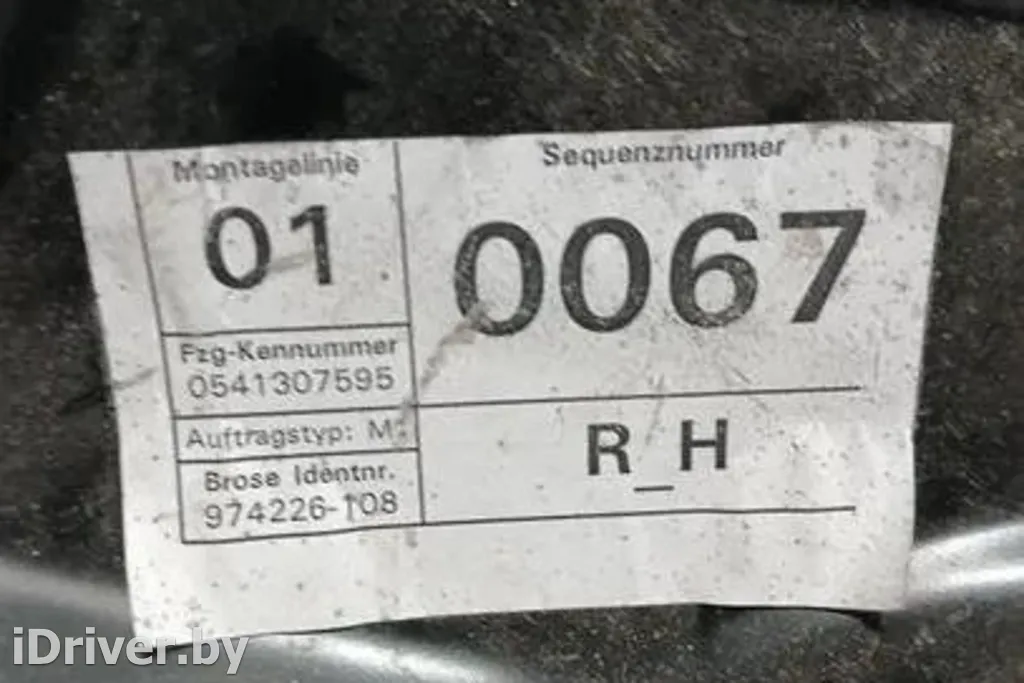 Montagelinie
01
Sequenznummer
0067
Fzg-Kennummer
0541307595
Auftragstyp: M
Brose Identnr.
974226-108
R_H
iDriver.by